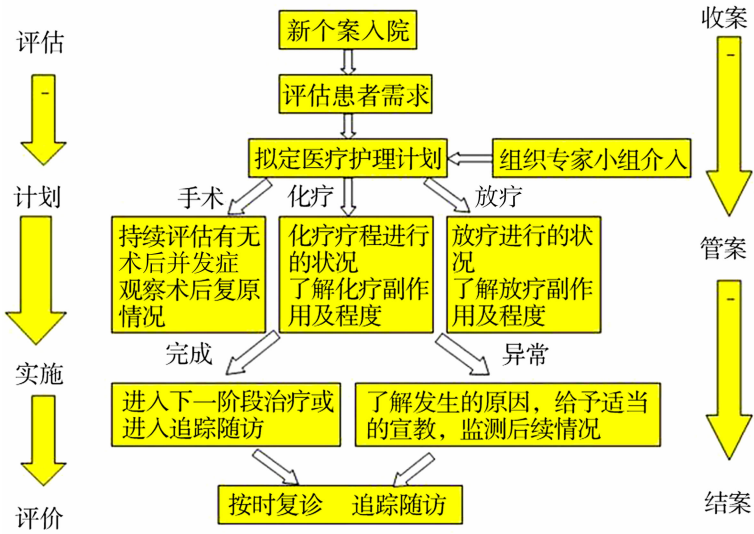 新个案入院
收案
评估
评估患者需求
拟定医疗护理计划
组织专家小组介入
计划
手术
化疗
放疗
持续评估有无
术后并发症
观察术后复原
情况
化疗疗程进行
的状况
了解化疗副作
用及程度
放疗进行的状
况
了解放疗副作
用及程度
管案
完成
异常
实施
进入下一阶段治疗或
进入追踪随访
了解发生的原因，给予适当
的宣教，监测后续情况
按时复诊 追踪随访
评价
结案